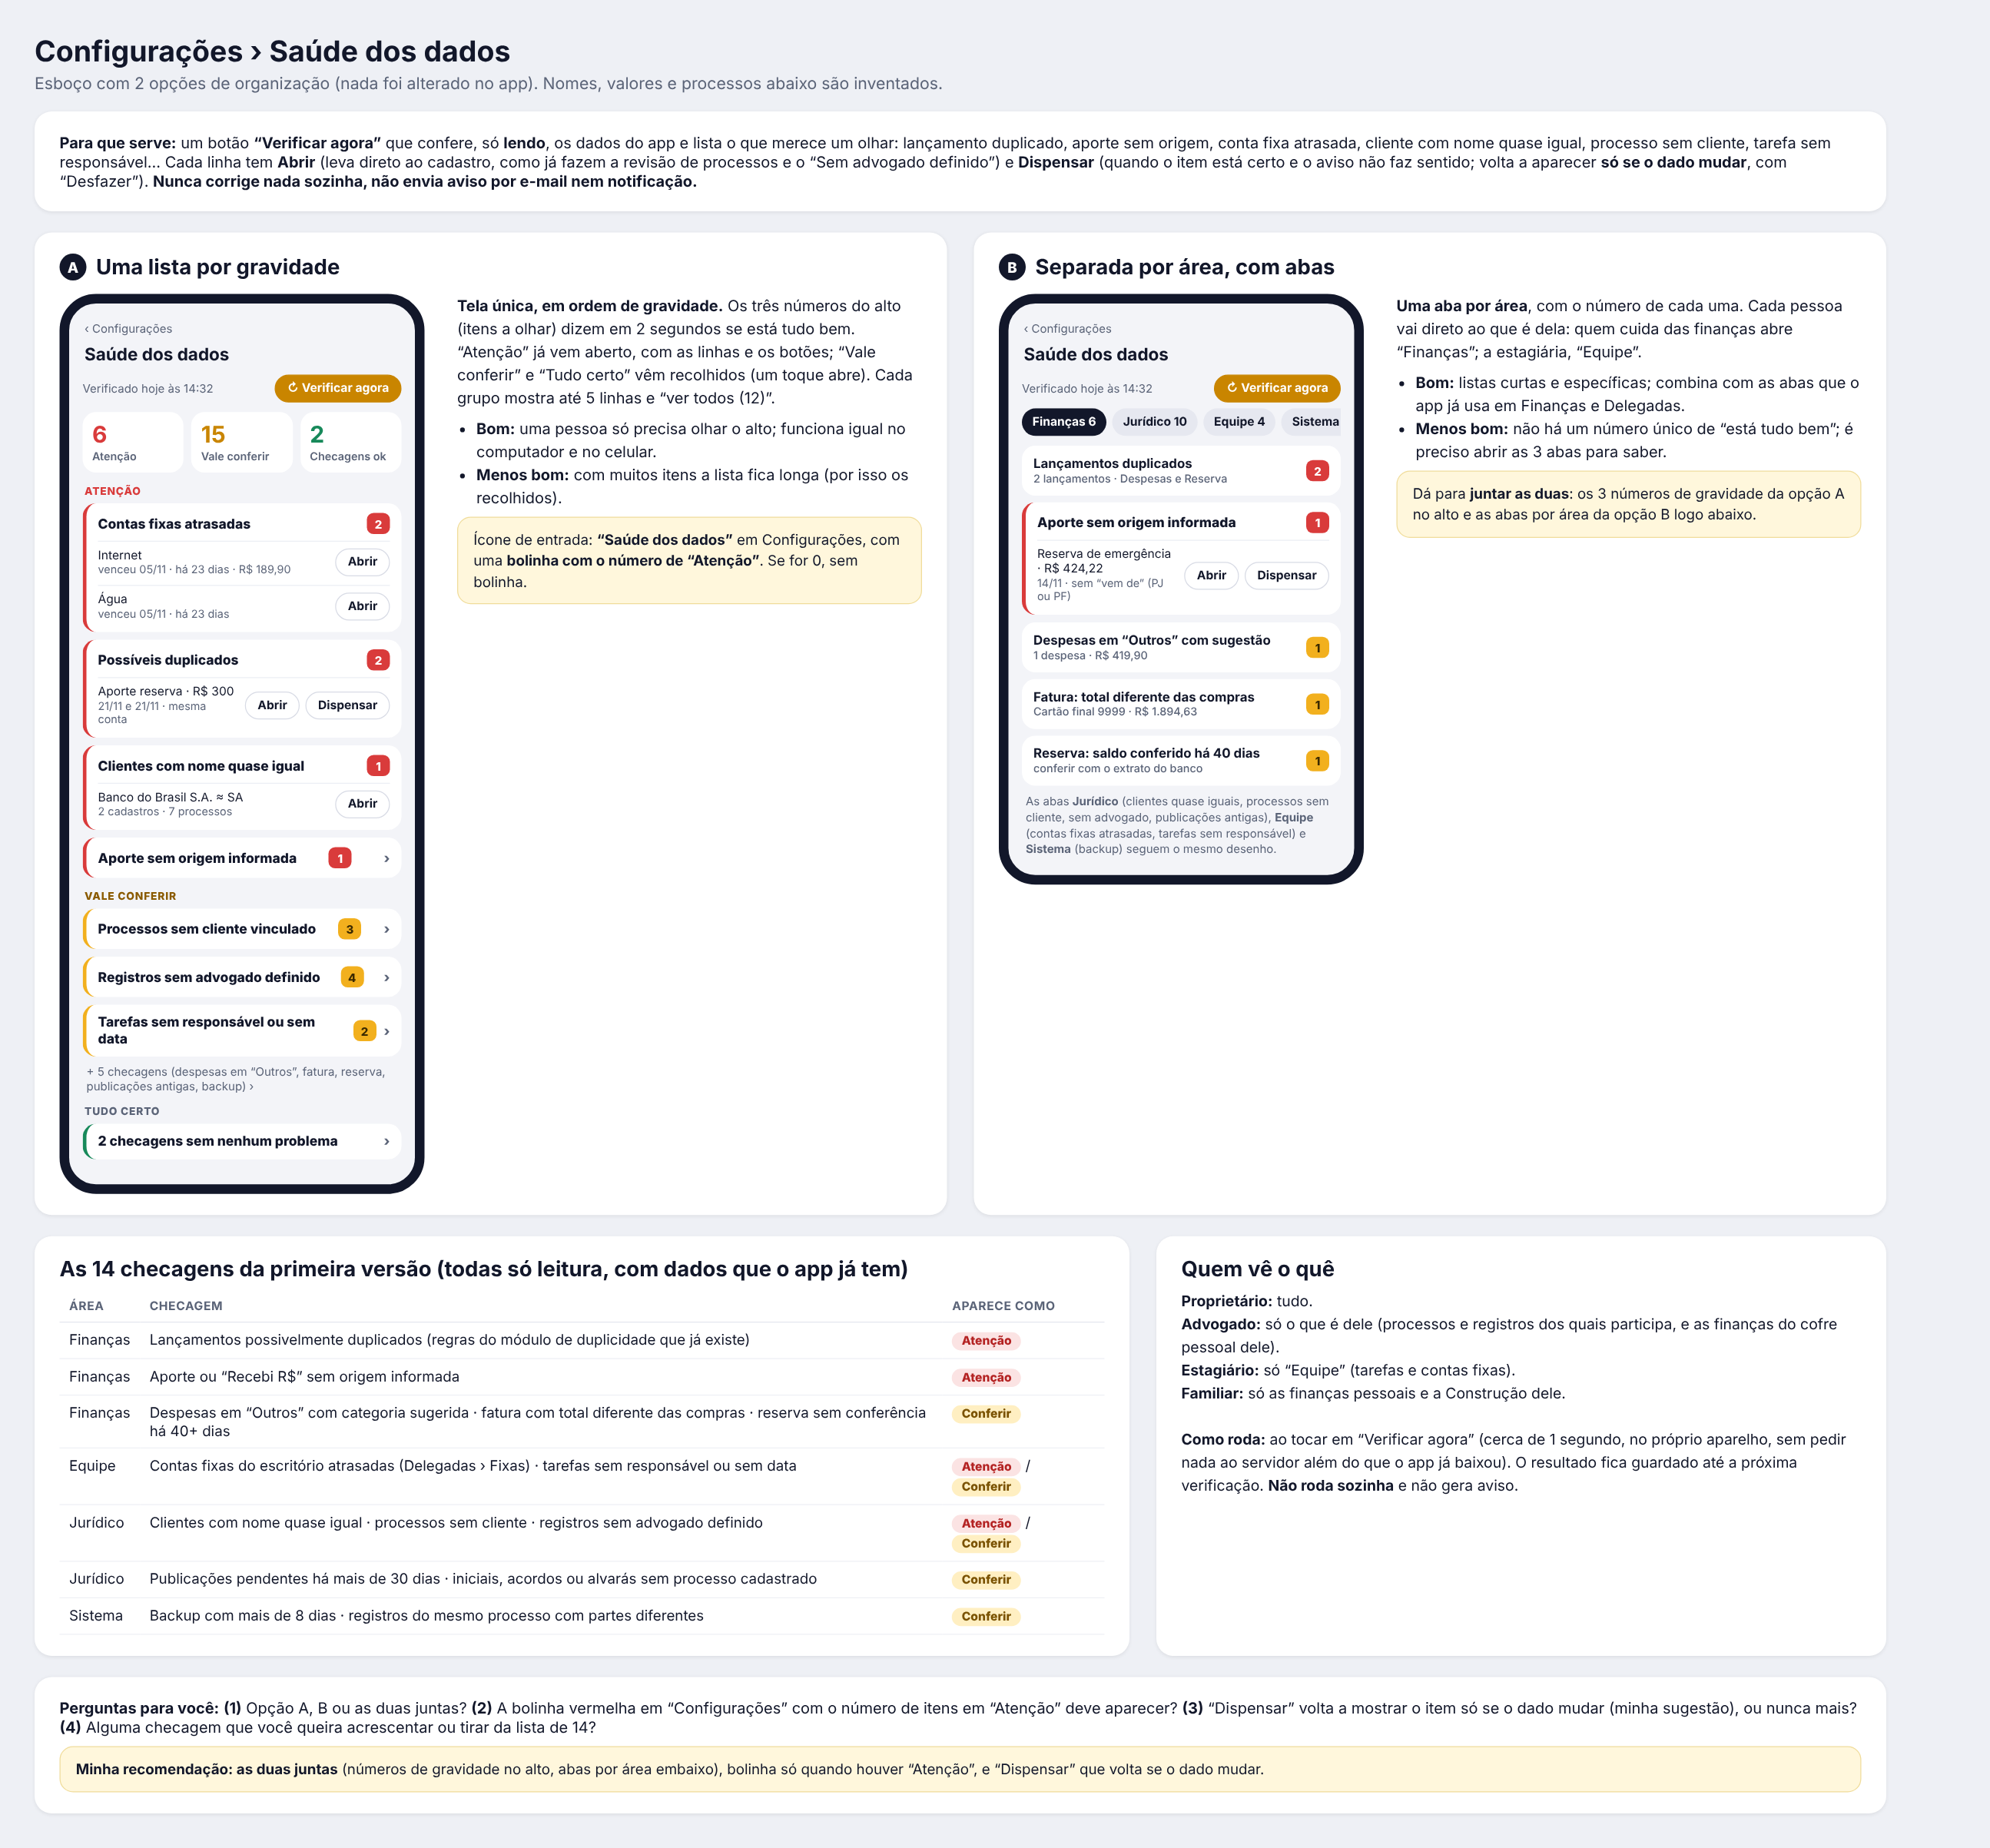 Configurações › Saúde dos dados
Esboço com 2 opções de organização (nada foi alterado no app). Nomes, valores e processos abaixo são inventados.
Para que serve: um botão “Verificar agora” que confere, só lendo, os dados do app e lista o que merece um olhar: lançamento duplicado, aporte sem origem, conta fixa atrasada, cliente com nome quase igual, processo sem cliente, tarefa sem
responsável... Cada linha tem Abrir (leva direto ao cadastro, como já fazem a revisão de processos e o “Sem advogado definido”) e Dispensar (quando o item está certo e o aviso não faz sentido; volta a aparecer só se o dado mudar, com
“Desfazer”). Nunca corrige nada sozinha, não envia aviso por e-mail nem notificação.
A Uma lista por gravidade
‹ Configurações
Saúde dos dados
Verificado hoje às 14:32
↻ Verificar agora
6
Atenção
15
Vale conferir
2
Checagens ok
ATENÇÃO
Contas fixas atrasadas 2
Internet
venceu 05/11 · há 23 dias · R$ 189,90
Abrir
Água
venceu 05/11 · há 23 dias
Abrir
Possíveis duplicados 2
Aporte reserva · R$ 300
21/11 e 21/11 · mesma
conta
Abrir Dispensar
Clientes com nome quase igual 1
Banco do Brasil S.A. ≈ SA
2 cadastros · 7 processos
Abrir
Aporte sem origem informada 1 ›
VALE CONFERIR
Processos sem cliente vinculado 3 ›
Registros sem advogado definido 4 ›
Tarefas sem responsável ou sem
data
2 ›
+ 5 checagens (despesas em “Outros”, fatura, reserva,
publicações antigas, backup) ›
TUDO CERTO
2 checagens sem nenhum problema ›
Tela única, em ordem de gravidade. Os três números do alto
(itens a olhar) dizem em 2 segundos se está tudo bem.
“Atenção” já vem aberto, com as linhas e os botões; “Vale
conferir” e “Tudo certo” vêm recolhidos (um toque abre). Cada
grupo mostra até 5 linhas e “ver todos (12)”.
• Bom: uma pessoa só precisa olhar o alto; funciona igual no
computador e no celular.
• Menos bom: com muitos itens a lista fica longa (por isso os
recolhidos).
Ícone de entrada: “Saúde dos dados” em Configurações, com
uma bolinha com o número de “Atenção”. Se for 0, sem
bolinha.
B Separada por área, com abas
‹ Configurações
Saúde dos dados
Verificado hoje às 14:32
↻ Verificar agora
Finanças 6 Jurídico 10 Equipe 4 Sistema
Lançamentos duplicados
2 lançamentos · Despesas e Reserva
2
Aporte sem origem informada 1
Reserva de emergência
· R$ 424,22
14/11 · sem “vem de” (PJ
ou PF)
Abrir Dispensar
Despesas em “Outros” com sugestão
1 despesa · R$ 419,90
1
Fatura: total diferente das compras
Cartão final 9999 · R$ 1.894,63
1
Reserva: saldo conferido há 40 dias
conferir com o extrato do banco
1
As abas Jurídico (clientes quase iguais, processos sem
cliente, sem advogado, publicações antigas), Equipe
(contas fixas atrasadas, tarefas sem responsável) e
Sistema (backup) seguem o mesmo desenho.
Uma aba por área, com o número de cada uma. Cada pessoa
vai direto ao que é dela: quem cuida das finanças abre
“Finanças”; a estagiária, “Equipe”.
• Bom: listas curtas e específicas; combina com as abas que o
app já usa em Finanças e Delegadas.
• Menos bom: não há um número único de “está tudo bem”; é
preciso abrir as 3 abas para saber.
Dá para juntar as duas: os 3 números de gravidade da opção A
no alto e as abas por área da opção B logo abaixo.
As 14 checagens da primeira versão (todas só leitura, com dados que o app já tem)
ÁREA CHECAGEM APARECE COMO
Finanças Lançamentos possivelmente duplicados (regras do módulo de duplicidade que já existe) Atenção
Finanças Aporte ou “Recebi R$” sem origem informada Atenção
Finanças Despesas em “Outros” com categoria sugerida · fatura com total diferente das compras · reserva sem conferência
há 40+ dias
Conferir
Equipe Contas fixas do escritório atrasadas (Delegadas › Fixas) · tarefas sem responsável ou sem data Atenção /
Conferir
Jurídico Clientes com nome quase igual · processos sem cliente · registros sem advogado definido Atenção /
Conferir
Jurídico Publicações pendentes há mais de 30 dias · iniciais, acordos ou alvarás sem processo cadastrado Conferir
Sistema Backup com mais de 8 dias · registros do mesmo processo com partes diferentes Conferir
Quem vê o quê
Proprietário: tudo.
Advogado: só o que é dele (processos e registros dos quais participa, e as finanças do cofre
pessoal dele).
Estagiário: só “Equipe” (tarefas e contas fixas).
Familiar: só as finanças pessoais e a Construção dele.
Como roda: ao tocar em “Verificar agora” (cerca de 1 segundo, no próprio aparelho, sem pedir
nada ao servidor além do que o app já baixou). O resultado fica guardado até a próxima
verificação. Não roda sozinha e não gera aviso.
Perguntas para você: (1) Opção A, B ou as duas juntas? (2) A bolinha vermelha em “Configurações” com o número de itens em “Atenção” deve aparecer? (3) “Dispensar” volta a mostrar o item só se o dado mudar (minha sugestão), ou nunca mais?
(4) Alguma checagem que você queira acrescentar ou tirar da lista de 14?
Minha recomendação: as duas juntas (números de gravidade no alto, abas por área embaixo), bolinha só quando houver “Atenção”, e “Dispensar” que volta se o dado mudar.